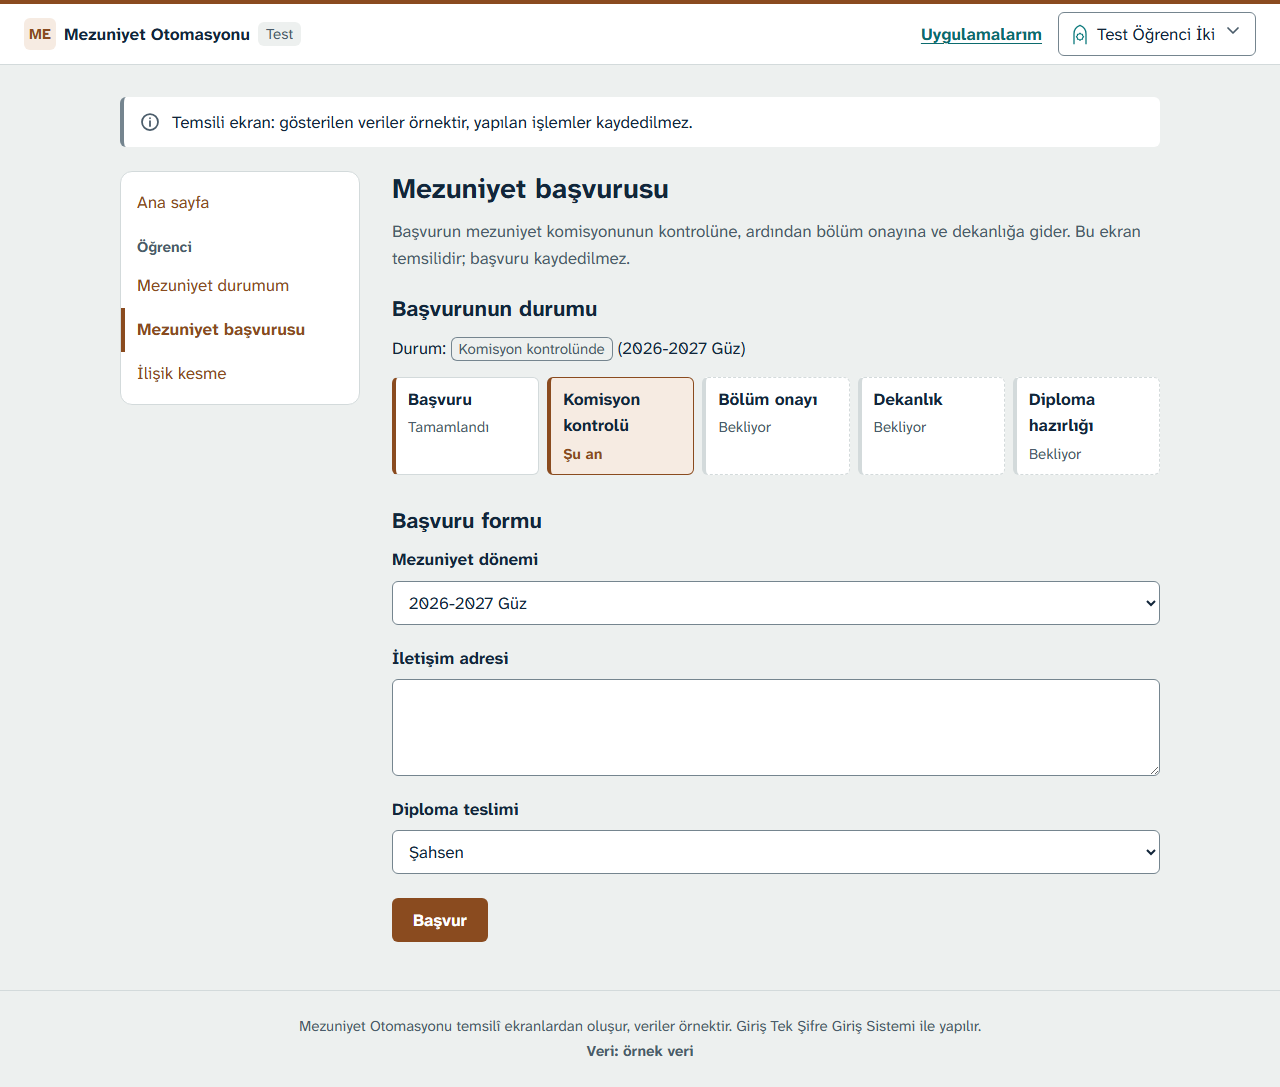 ME Mezuniyet Otomasyonu Test
Uygulamalarım
Test Öğrenci İki
Temsili ekran: gösterilen veriler örnektir, yapılan işlemler kaydedilmez.
Ana sayfa
Öğrenci
Mezuniyet durumum
Mezuniyet başvurusu
İlişik kesme
Mezuniyet başvurusu
Başvurun mezuniyet komisyonunun kontrolüne, ardından bölüm onayına ve dekanlığa gider. Bu ekran
temsilidir; başvuru kaydedilmez.
Başvurunun durumu
Durum: Komisyon kontrolünde (2026-2027 Güz)
Başvuru
Tamamlandı
Komisyon
kontrolü
Şu an
Bölüm onayı
Bekliyor
Dekanlık
Bekliyor
Diploma
hazırlığı
Bekliyor
Başvuru formu
Mezuniyet dönemi
2026-2027 Güz
İletişim adresi
Diploma teslimi
Şahsen
Başvur
Mezuniyet Otomasyonu temsilî ekranlardan oluşur, veriler örnektir. Giriş Tek Şifre Giriş Sistemi ile yapılır.
Veri: örnek veri